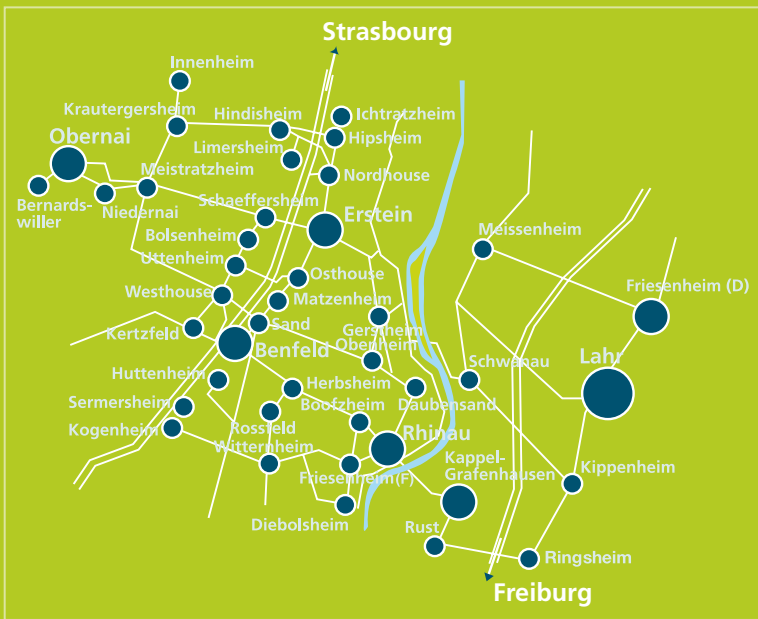 Strasbourg
Innenheim
Krautergersheim
Hindisheim
Ichtratzheim
Obernai
Limersheim
Hipsheim
Meistratzheim
Nordhouse
Bernards-
willer
Niedernai
Schaeffersheim
Erstein
Bolsenheim
Meissenheim
Uttenheim
Osthouse
Friesenheim (D)
Westhouse
Matzenheim
Kertzfeld
Sand
Gerstheim
Obenheim
Benfeld
Schwanau
Lahr
Huttenheim
Herbsheim
Daubensand
Sermersheim
Boofzheim
Kogenheim
Rossfeld
Rhinau
Witternheim
Kappel-
Grafenhausen
Kippenheim
Friesenheim (F)
Diebolsheim
Rust
Ringsheim
Freiburg